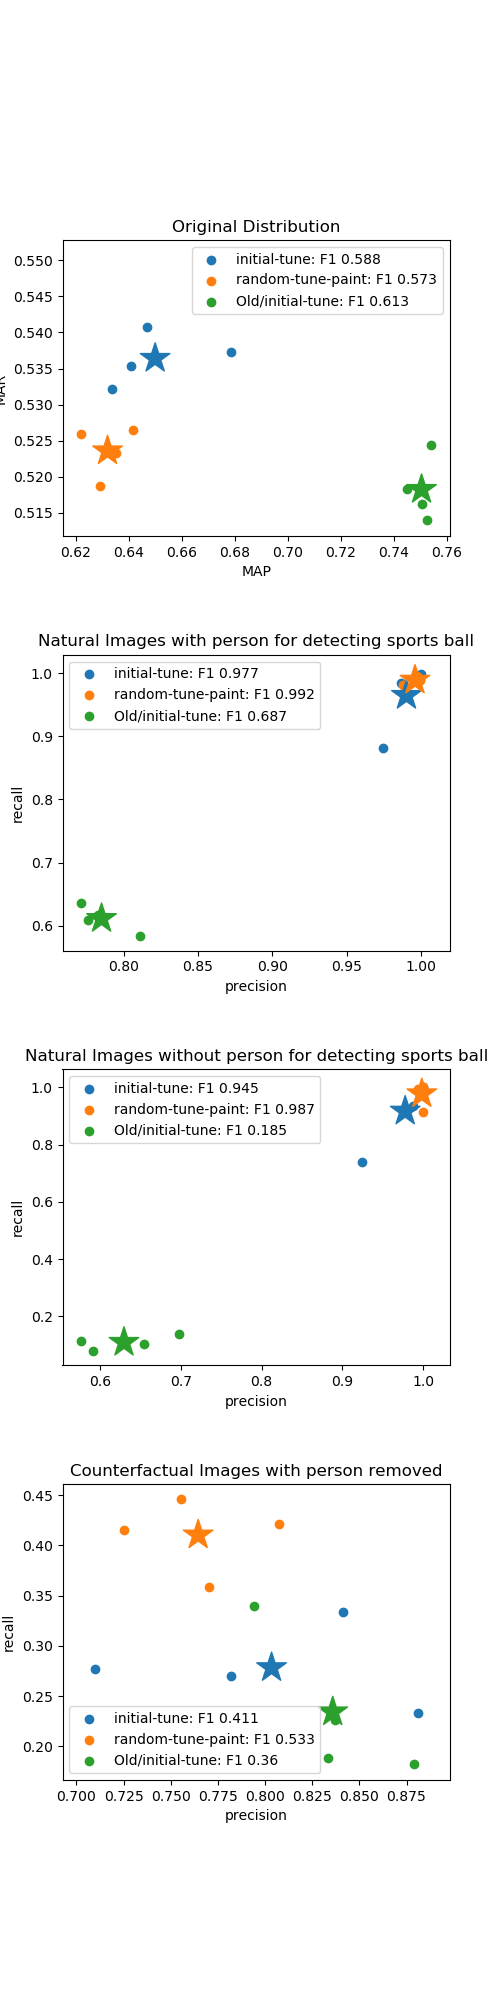 Original Distribution
0.550
0.545
0.540
0.535
0.530
0.525
0.520
0.515
MAR
initial-tune: F1 0.588
random-tune-paint: F1 0.573
Old/initial-tune: F1 0.613
0.62 0.64 0.66 0.68 0.70 0.72 0.74 0.76
MAP
Natural Images with person for detecting sports ball
1.0
0.9
0.8
0.7
0.6
recall
initial-tune: F1 0.977
random-tune-paint: F1 0.992
Old/initial-tune: F1 0.687
0.80 0.85 0.90 0.95 1.00
precision
Natural Images without person for detecting sports ball
1.0
0.8
0.6
0.4
0.2
recall
initial-tune: F1 0.945
random-tune-paint: F1 0.987
Old/initial-tune: F1 0.185
0.6 0.7 0.8 0.9 1.0
precision
Counterfactual Images with person removed
0.45
0.40
0.35
0.30
0.25
0.20
recall
initial-tune: F1 0.411
random-tune-paint: F1 0.533
Old/initial-tune: F1 0.36
0.700 0.725 0.750 0.775 0.800 0.825 0.850 0.875
precision